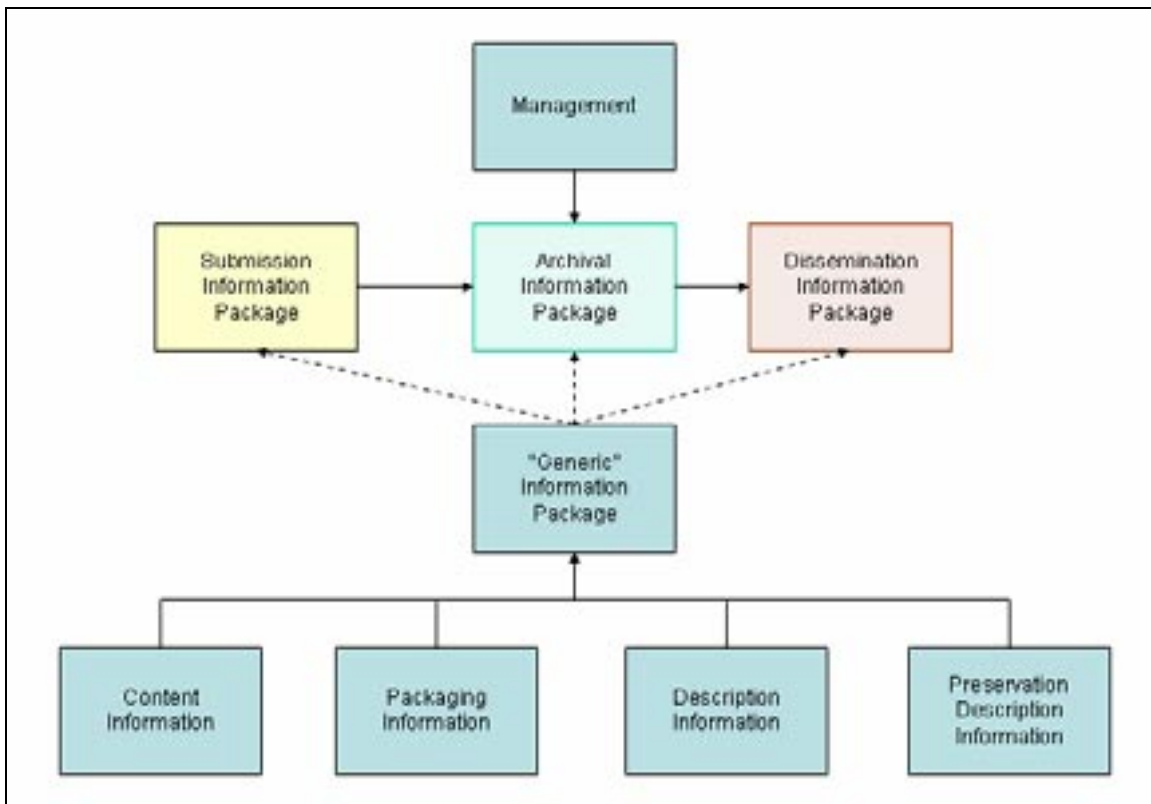 Management
Submission
Information
Package
Archival
Information
Package
Dissemination
Information
Package
"Generic"
Information
Package
Content
Information
Packaging
Information
Description
Information
Preservation
Description
Information